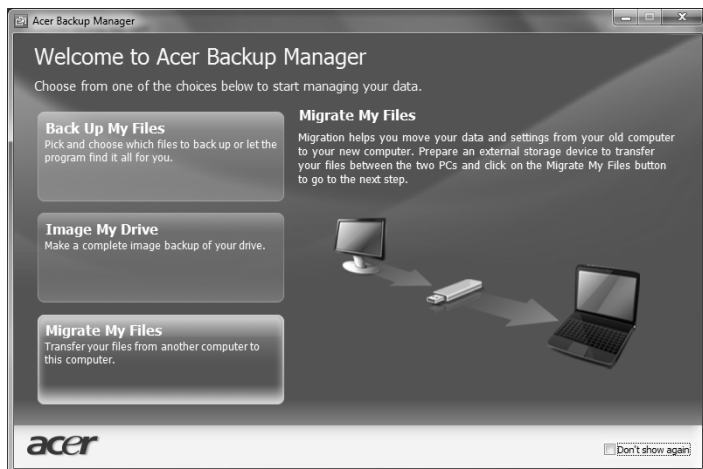 Acer Backup Manager
Welcome to Acer Backup Manager
Choose from one of the choices below to start managing your data.
Back Up My Files
Pick and choose which files to back up or let the
program find it all for you.
Image My Drive
Make a complete image backup of your drive.
Migrate My Files
Transfer your files from another computer to
this computer.
Migrate My Files
Migration helps you move your data and settings from your old computer
to your new computer. Prepare an external storage device to transfer
your files between the two PCs and click on the Migrate My Files button
to go to the next step.
acer
Don't show again